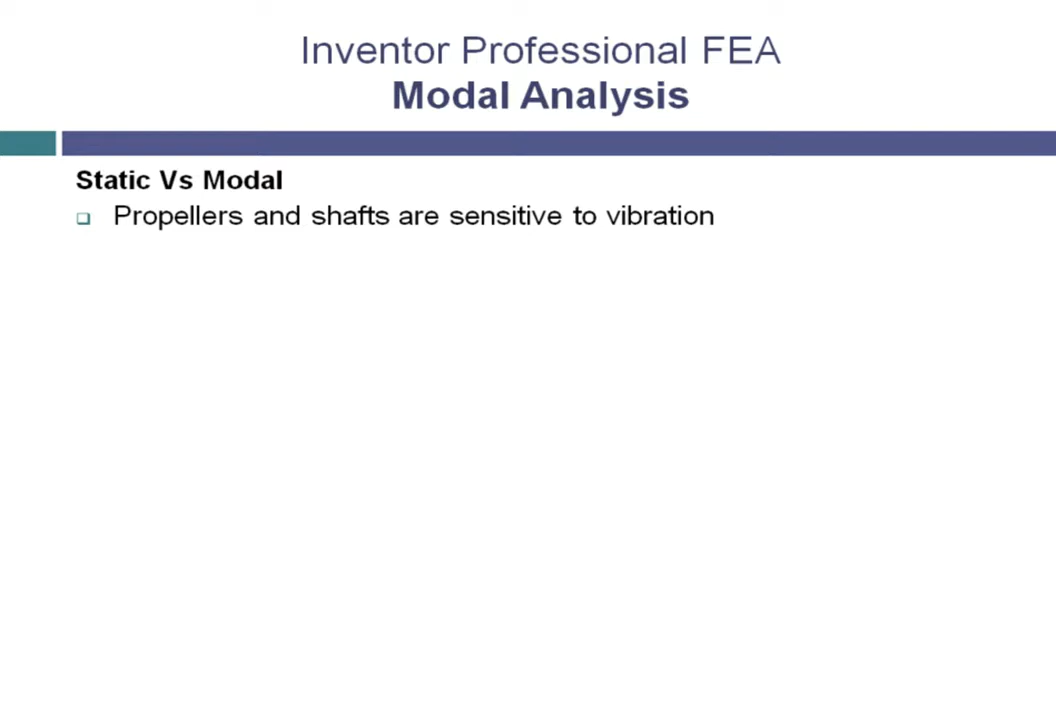 Inventor Professional FEA
Modal Analysis
Static Vs Modal
Propellers and shafts are sensitive to vibration